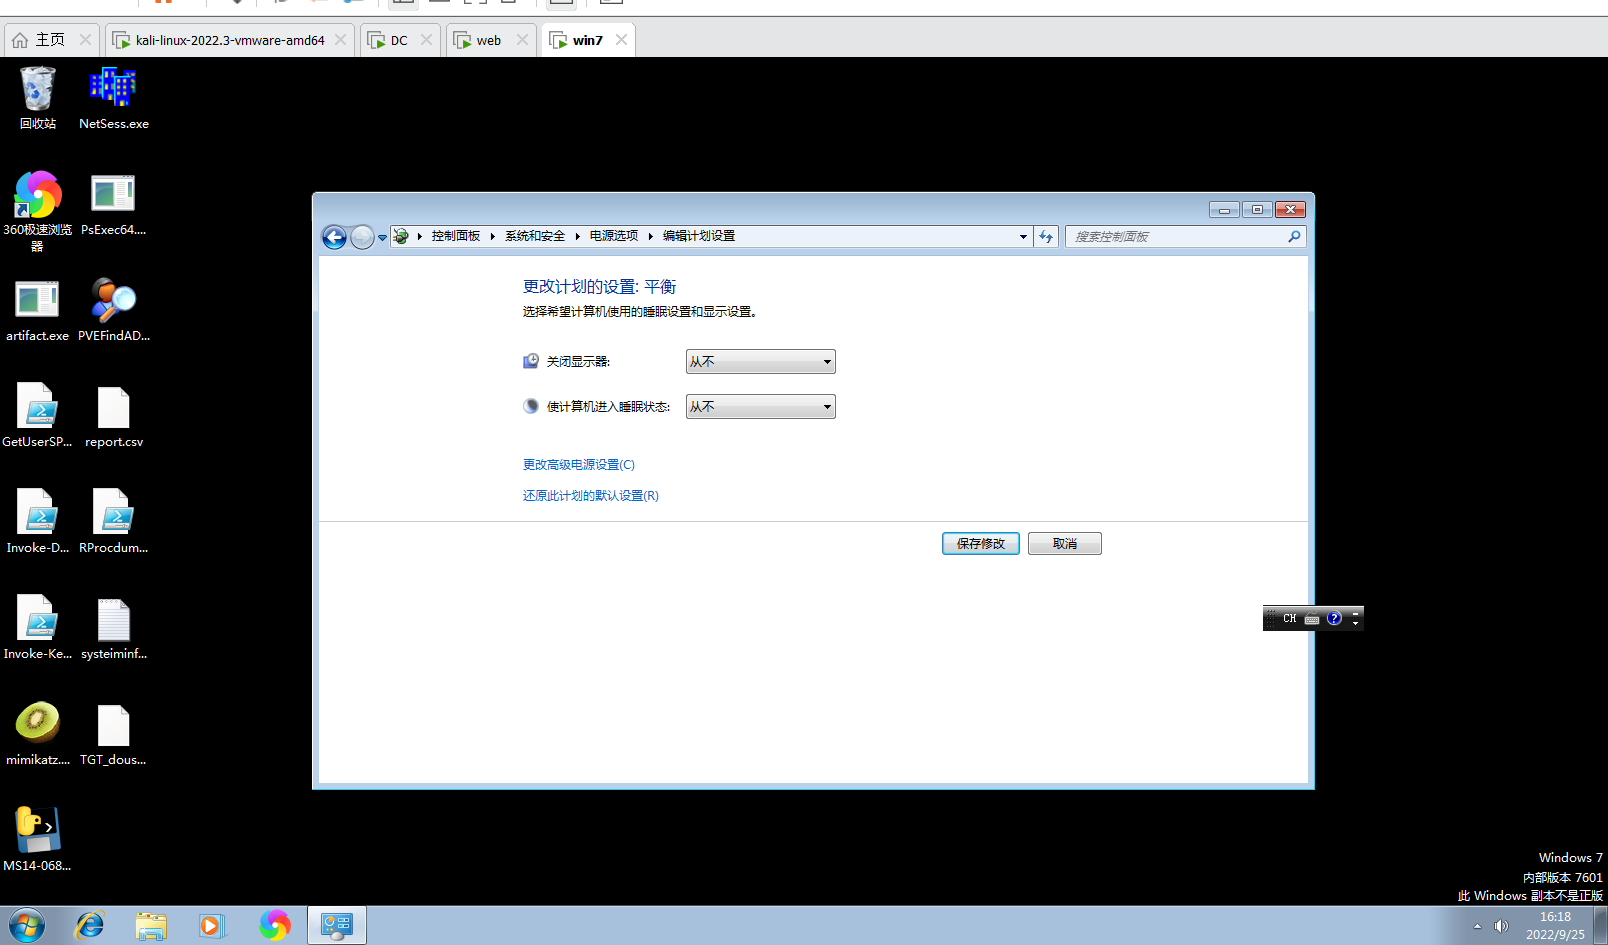 主页
kali-linux-2022.3-vmware-amd64
DC
web
win7
回收站
NetSess.exe
360极速浏览器
PsExec64....
artifact.exe
PVEFindAD...
GetUserSP...
report.csv
Invoke-D...
RProcdum...
Invoke-Ke...
systeiminf...
mimikatz....
TGT_dous...
MS14-068...
控制面板
系统和安全
电源选项
编辑计划设置
搜索控制面板
更改计划的设置: 平衡
选择希望计算机使用的睡眠设置和显示设置。
关闭显示器:
从不
使计算机进入睡眠状态:
从不
更改高级电源设置(C)
还原此计划的默认设置(R)
保存修改
取消
CH
Windows 7
内部版本 7601
此 Windows 副本不是正版
16:18
2022/9/25